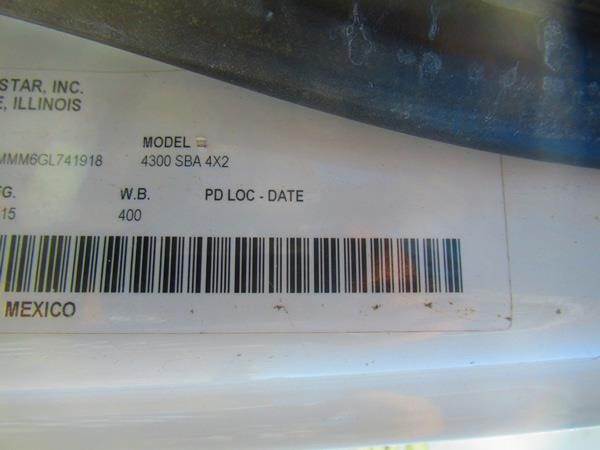 STAR, INC.
E, ILLINOIS
MODEL
MMM6GL741918 4300 SBA 4X2
FG. W.B. PD LOC - DATE
15 400
MEXICO